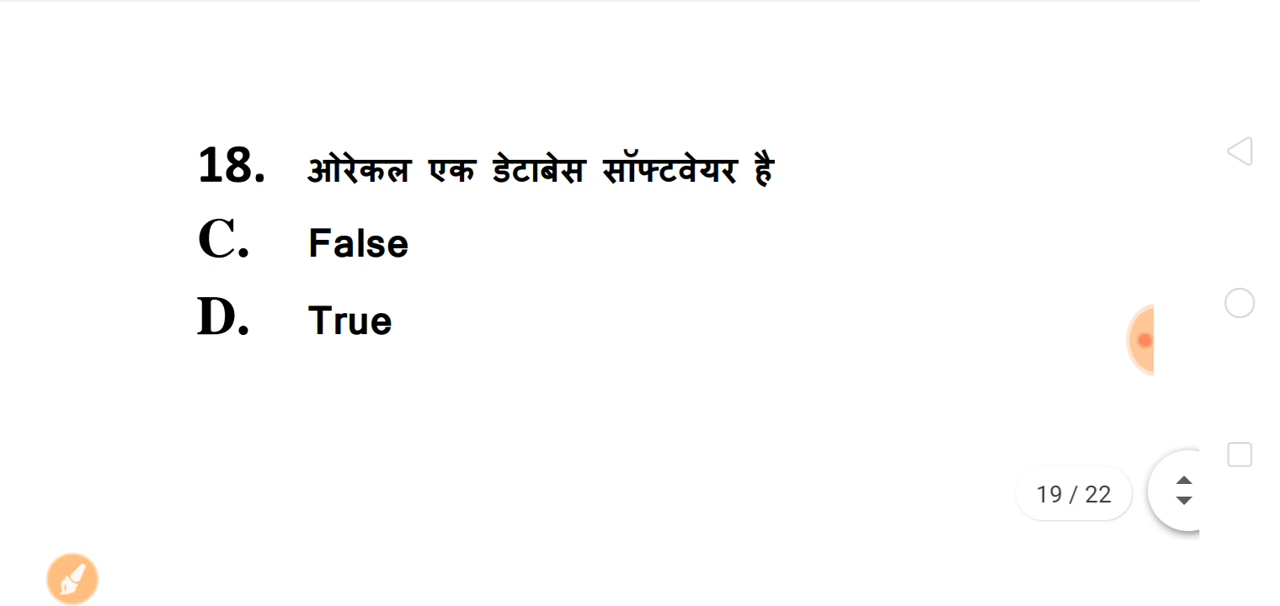 18. ओरेकल एक डेटाबेस सॉफ्टवेयर है
C. False
D. True
19 / 22